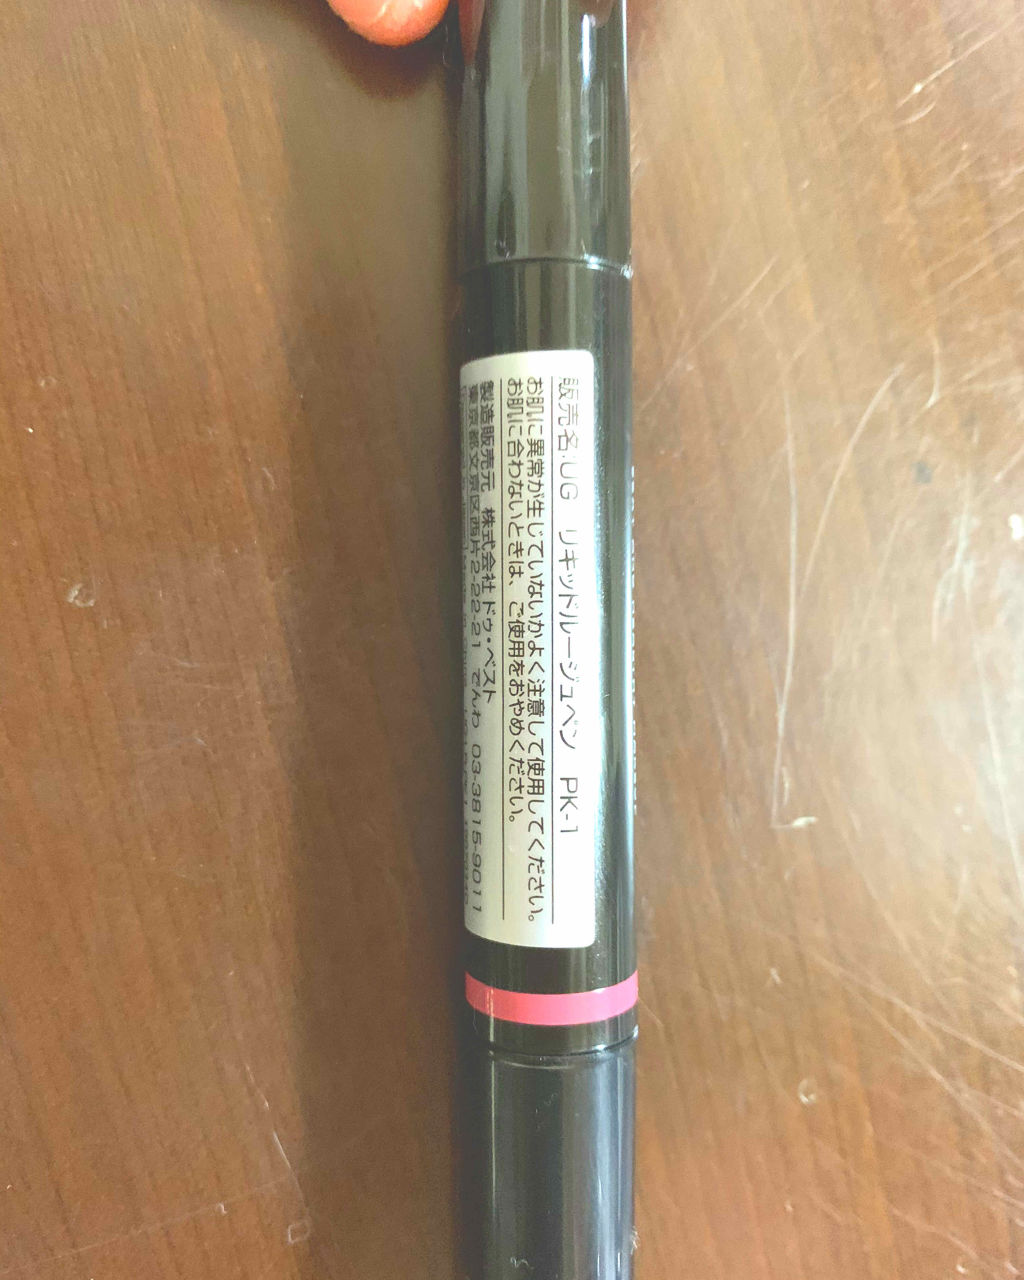 販売名:UG リキッドルージュペン PK-1
お肌に異常が生じていないかよく注意して使用してください。
お肌に合わないときは、ご使用をおやめください。
製造販売元 株式会社 ドゥ・ベスト
東京都文京区西片2-22-21 でんわ 03-3815-9011